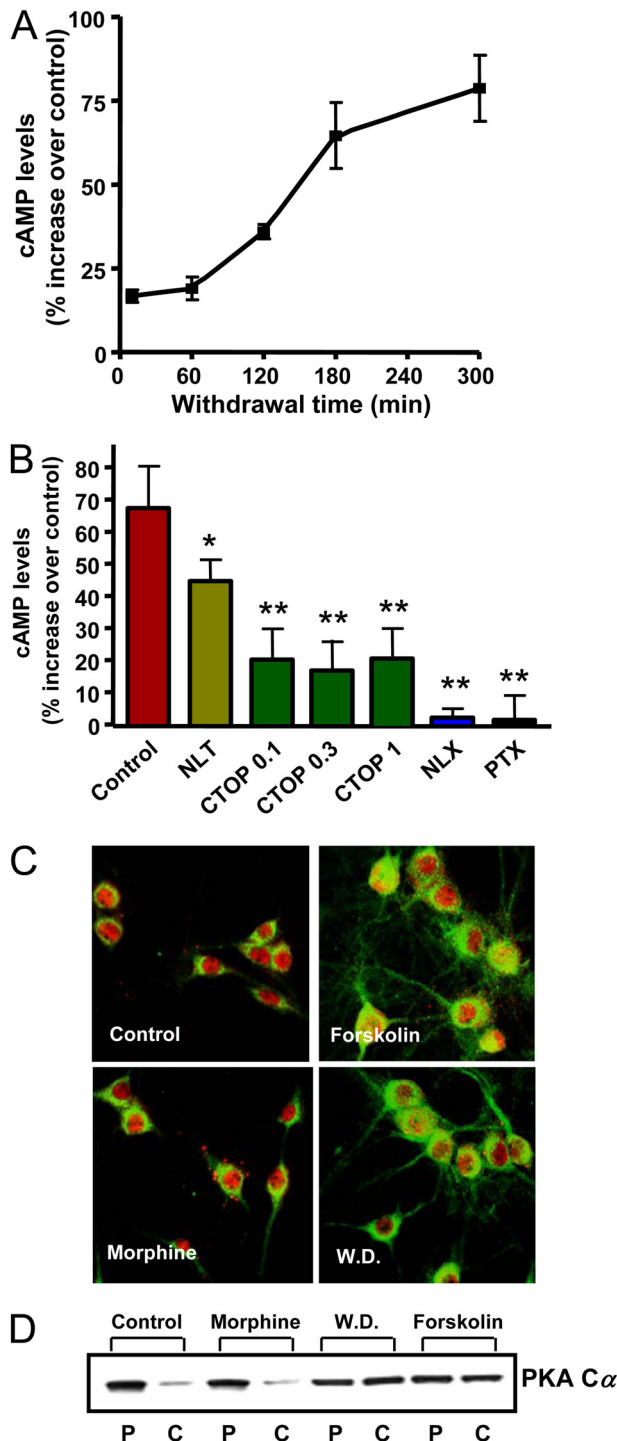 A
cAMP levels
(% increase over control)
100
75
50
25
0
0 60 120 180 240 300
Withdrawal time (min)
B
cAMP levels
(% increase over control)
80
70
60
50
40
30
20
10
0
*
**
**
**
**
**
Control NLT CTOP 0.1 CTOP 0.3 CTOP 1 NLX PTX
C
Control
Forskolin
Morphine
W.D.
D
Control Morphine W.D. Forskolin
PKA Cα
P C P C P C P C